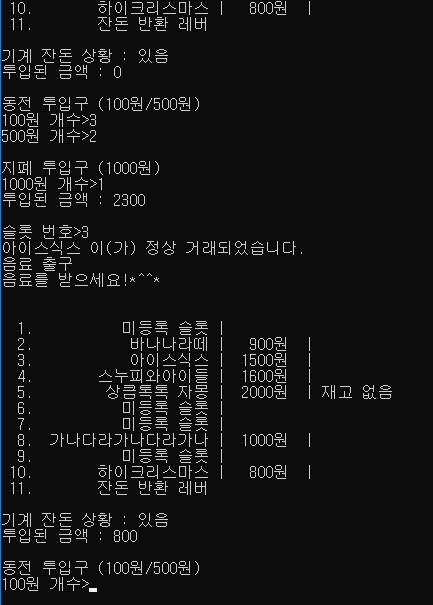 10. 하이크리스마스 | 800원 |
11. 잔돈 반환 레버
기계 잔돈 상황 : 있음
투입된 금액 : 0
동전 투입구 (100원/500원)
100원 개수>3
500원 개수>2
지폐 투입구 (1000원)
1000원 개수>1
투입된 금액 : 2300
슬롯 번호>3
아이스식스 이(가) 정상 거래되었습니다.
음료 출구
음료를 받으세요!*^^*
1. 미등록 슬롯 |
2. 바나나라떼 | 900원 |
3. 아이스식스 | 1500원 |
4. 스누피와아이들 | 1600원 |
5. 상큼톡톡 자몽 | 2000원 | 재고 없음
6. 미등록 슬롯 |
7. 미등록 슬롯 |
8. 가나다라가나다라가나 | 1000원 |
9. 미등록 슬롯 |
10. 하이크리스마스 | 800원 |
11. 잔돈 반환 레버
기계 잔돈 상황 : 있음
투입된 금액 : 800
동전 투입구 (100원/500원)
100원 개수>